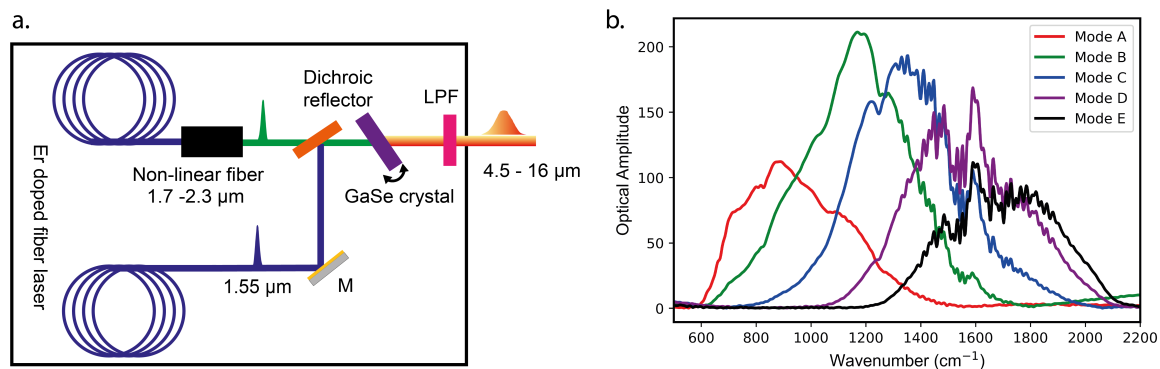 a.
Er doped fiber laser
Non-linear fiber
1.7 -2.3 µm
Dichroic
reflector
LPF
GaSe crystal
4.5 - 16 µm
1.55 µm
M
b.
Optical Amplitude
200
150
100
50
0
Mode A
Mode B
Mode C
Mode D
Mode E
600 800 1000 1200 1400 1600 1800 2000 2200
Wavenumber (cm⁻¹)